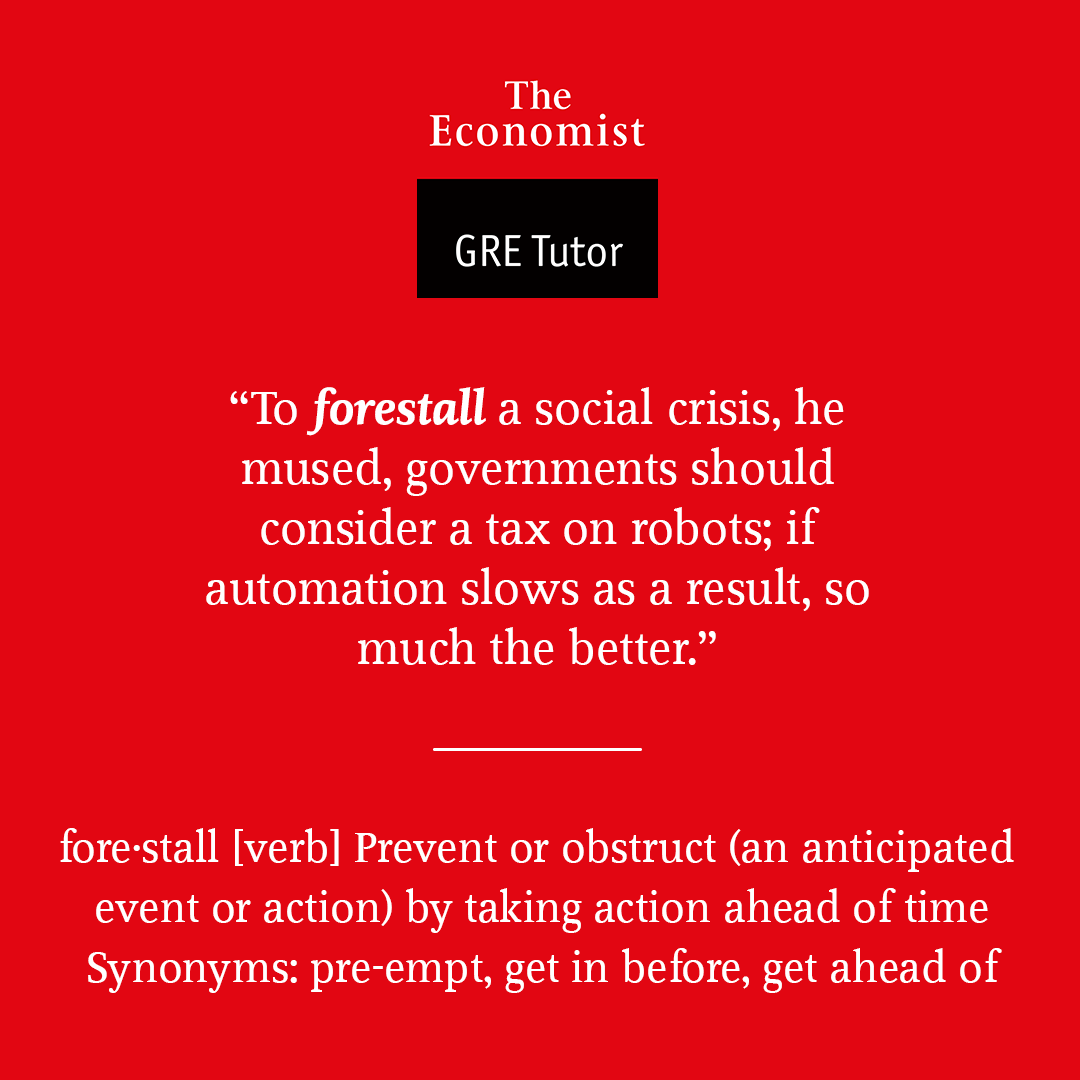 The
Economist
GRE Tutor
“To forestall a social crisis, he
mused, governments should
consider a tax on robots; if
automation slows as a result, so
much the better.”
fore·stall [verb] Prevent or obstruct (an anticipated
event or action) by taking action ahead of time
Synonyms: pre-empt, get in before, get ahead of